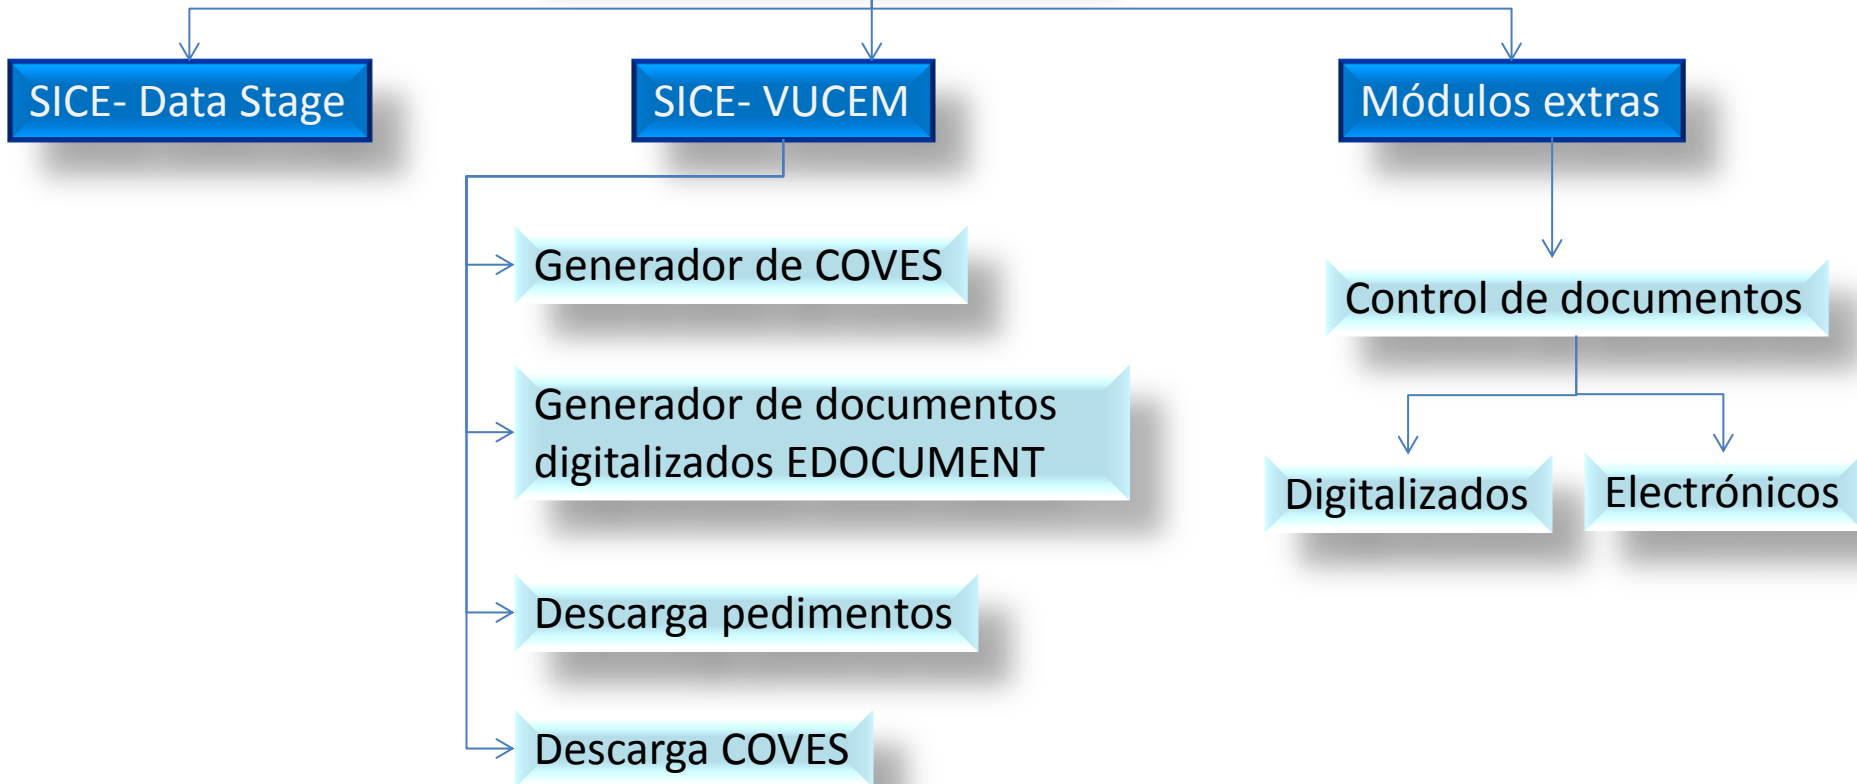 SICE- Data Stage
SICE- VUCEM
Módulos extras
Generador de COVES
Control de documentos
Generador de documentos
digitalizados EDOCUMENT
Digitalizados
Electrónicos
Descarga pedimentos
Descarga COVES